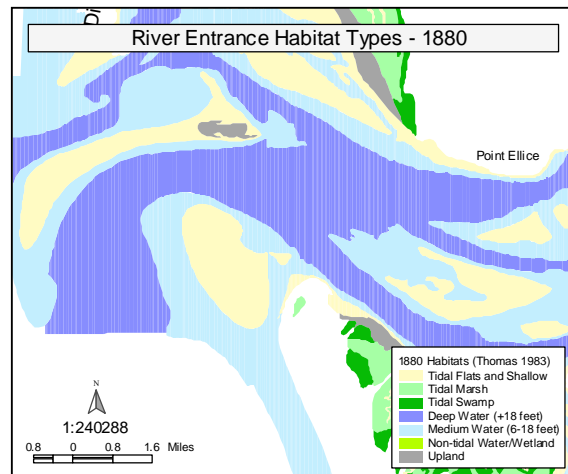 Di
River Entrance Habitat Types - 1880
Point Ellice
1880 Habitats (Thomas 1983)
Tidal Flats and Shallow
Tidal Marsh
Tidal Swamp
Deep Water (+18 feet)
Medium Water (6-18 feet)
Non-tidal Water/Wetland
Upland
N
1:240288
0.8 0 0.8 1.6 Miles